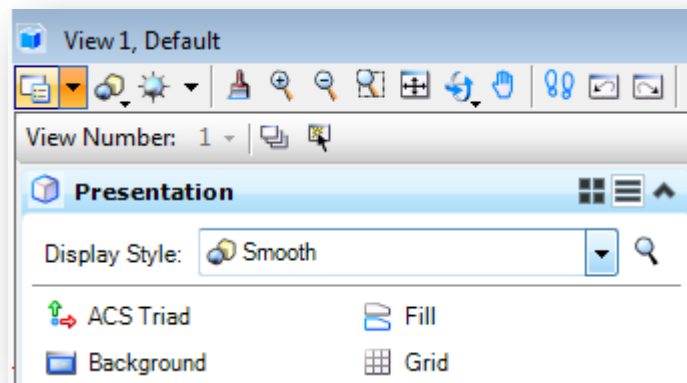 View 1, Default
View Number: 1
Presentation
Display Style: Smooth
ACS Triad Fill
Background Grid